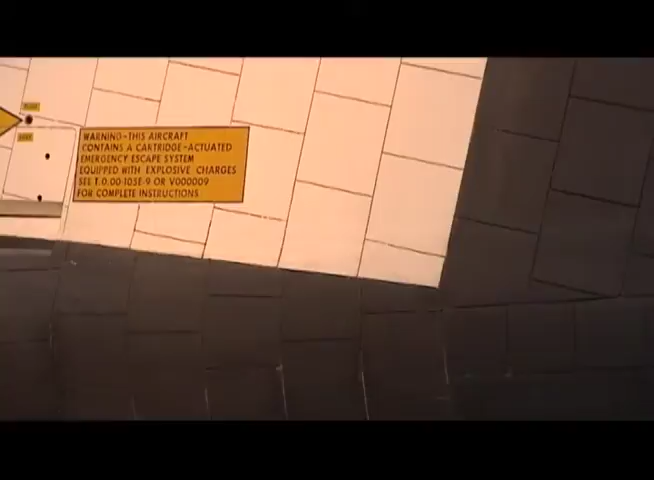 WARNING-THIS AIRCRAFT
CONTAINS A CARTRIDGE-ACTUATED
EMERGENCY ESCAPE SYSTEM
EQUIPPED WITH EXPLOSIVE CHARGES
SEE T.O.00-105E-9 OR V000009
FOR COMPLETE INSTRUCTIONS